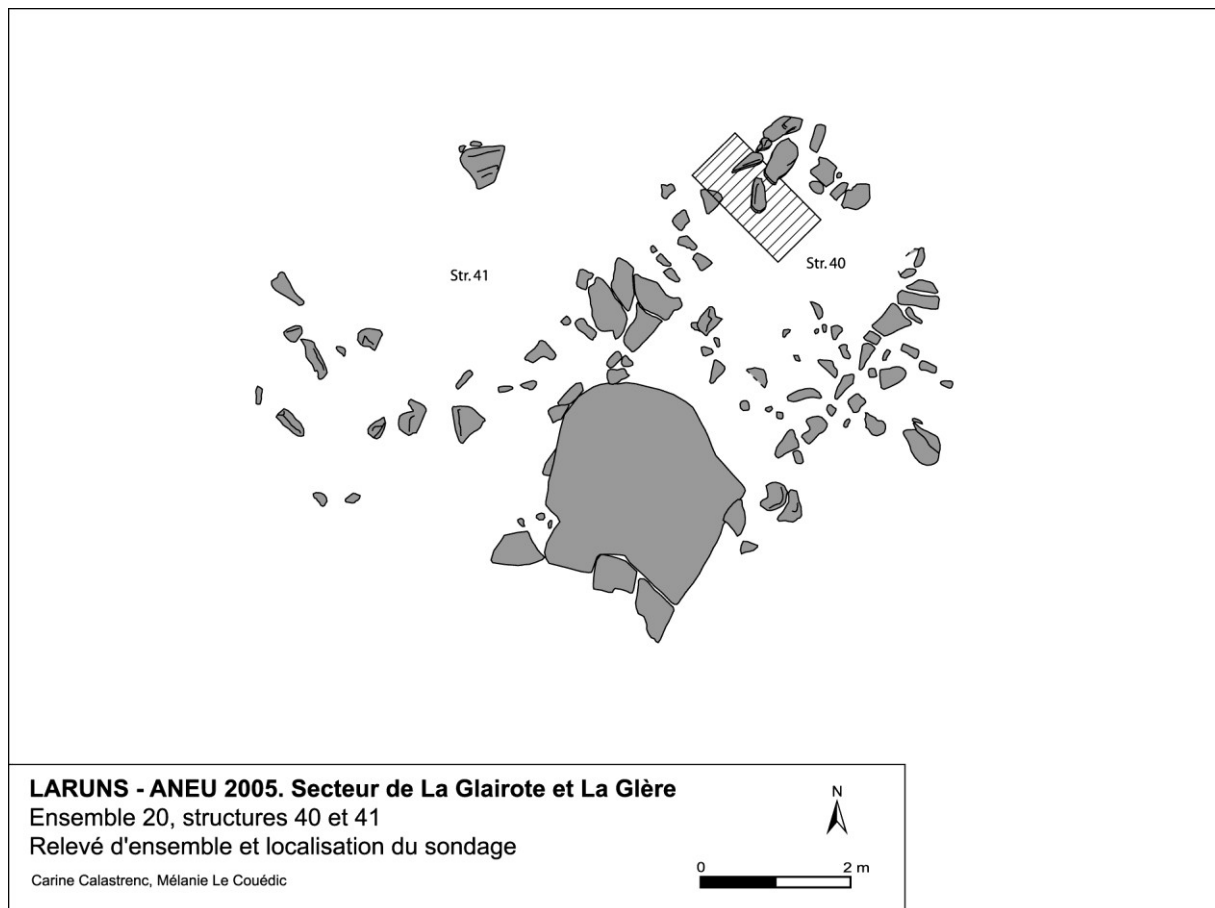 Str. 40
Str. 41
LARUNS - ANEU 2005. Secteur de La Glairote et La Glère
Ensemble 20, structures 40 et 41
Relevé d'ensemble et localisation du sondage
Carine Calastrenc, Mélanie Le Couédic
N
0 2 m